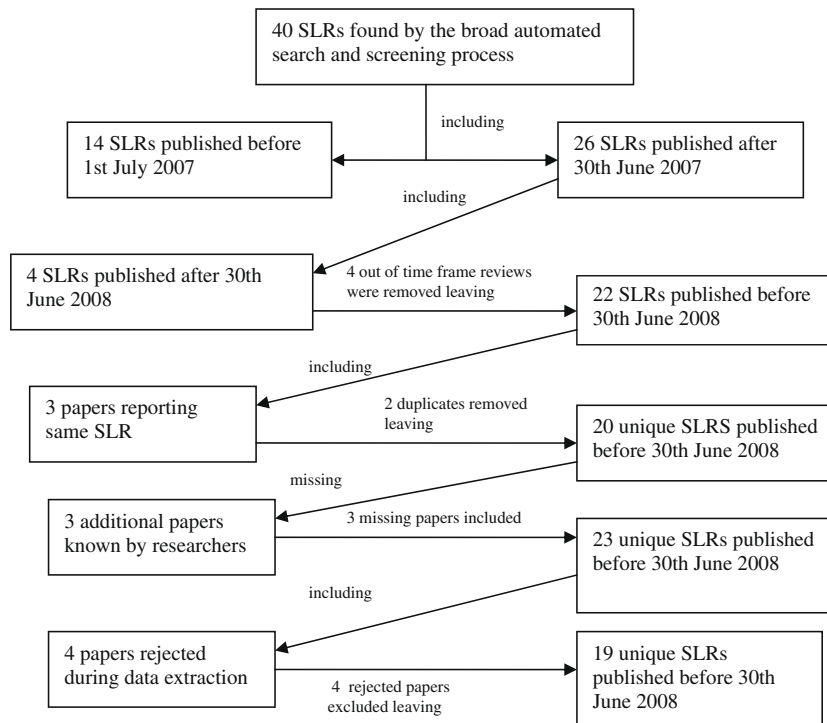 40 SLRs found by the broad automated
search and screening process
including
14 SLRs published before
1st July 2007
26 SLRs published after
30th June 2007
including
4 SLRs published after 30th
June 2008
4 out of time frame reviews
were removed leaving
22 SLRs published before
30th June 2008
including
3 papers reporting
same SLR
2 duplicates removed
leaving
20 unique SLRS published
before 30th June 2008
missing
3 additional papers
known by researchers
3 missing papers included
23 unique SLRs published
before 30th June 2008
including
4 papers rejected
during data extraction
4 rejected papers
excluded leaving
19 unique SLRs
published before 30th
June 2008